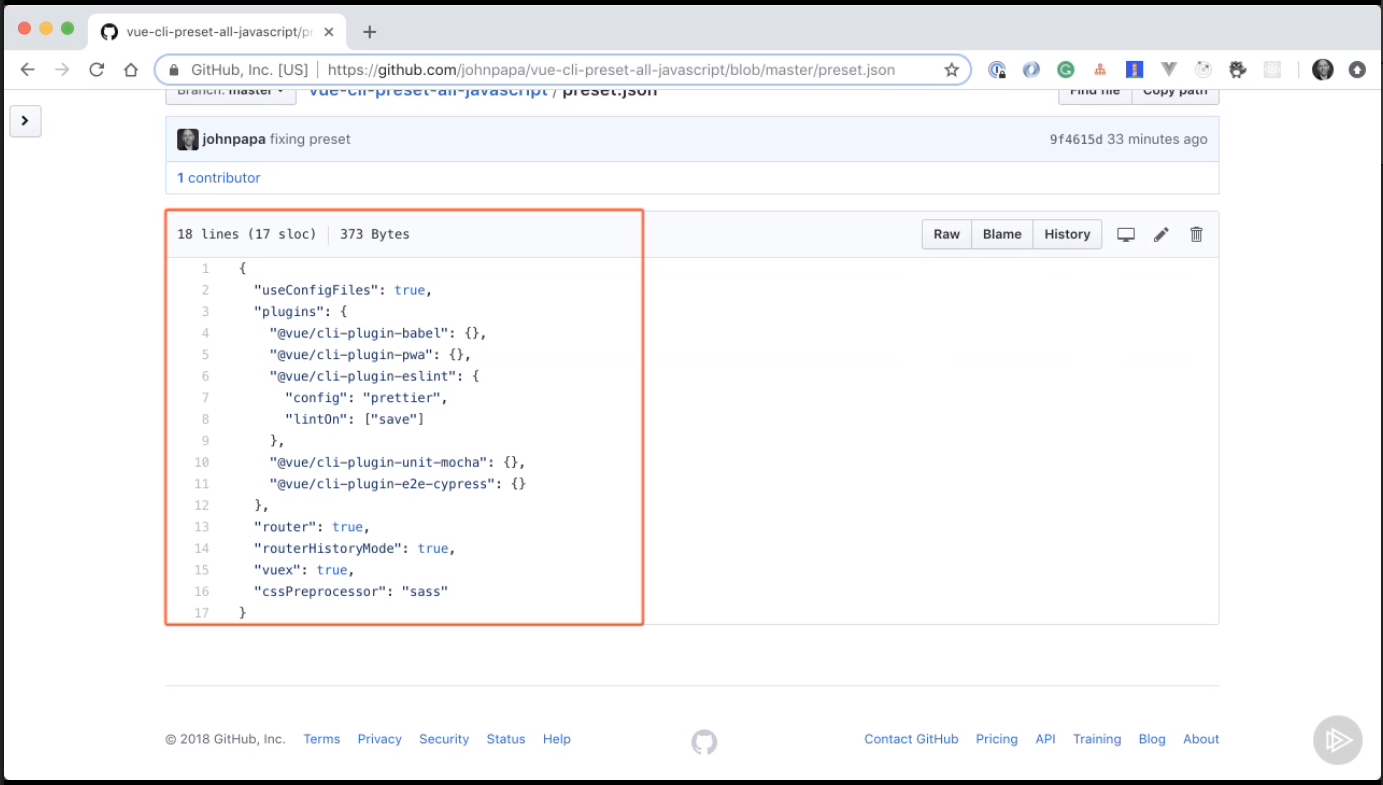 vue-cli-preset-all-javascript/pr
GitHub, Inc. [US] | https://github.com/johnpapa/vue-cli-preset-all-javascript/blob/master/preset.json
Branch: master vue-cli-preset-all-javascript / preset.json Find file Copy path
johnpapa fixing preset 9f4615d 33 minutes ago
1 contributor
18 lines (17 sloc) 373 Bytes Raw Blame History
1 {
2 "useConfigFiles": true,
3 "plugins": {
4 "@vue/cli-plugin-babel": {},
5 "@vue/cli-plugin-pwa": {},
6 "@vue/cli-plugin-eslint": {
7 "config": "prettier",
8 "lintOn": ["save"]
9 },
10 "@vue/cli-plugin-unit-mocha": {},
11 "@vue/cli-plugin-e2e-cypress": {}
12 },
13 "router": true,
14 "routerHistoryMode": true,
15 "vuex": true,
16 "cssPreprocessor": "sass"
17 }
© 2018 GitHub, Inc. Terms Privacy Security Status Help Contact GitHub Pricing API Training Blog About